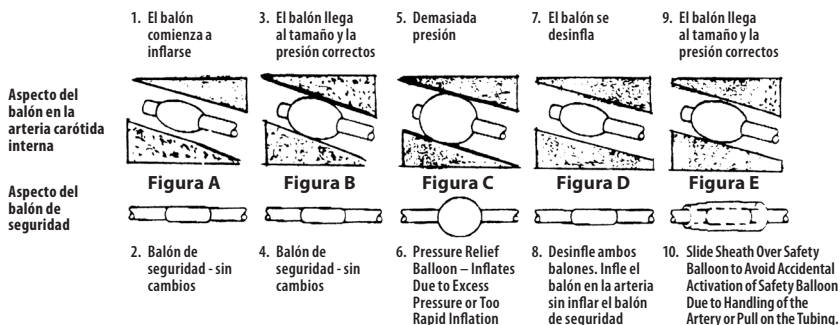 1. El balón
comienza a
inflarse
3. El balón llega
al tamaño y la
presión correctos
5. Demasiada
presión
7. El balón se
desinfla
9. El balón llega
al tamaño y la
presión correctos
Aspecto del
balón en la
arteria carótida
interna
Figura A
Figura B
Figura C
Figura D
Figura E
Aspecto del
balón de
seguridad
2. Balón de
seguridad - sin
cambios
4. Balón de
seguridad - sin
cambios
6. Pressure Relief
Balloon – Inflates
Due to Excess
Pressure or Too
Rapid Inflation
8. Desinfle ambos
balones. Infle el
balón en la arteria
sin inflar el balón
de seguridad
10. Slide Sheath Over Safety
Balloon to Avoid Accidental
Activation of Safety Balloon
Due to Handling of the
Artery or Pull on the Tubing.